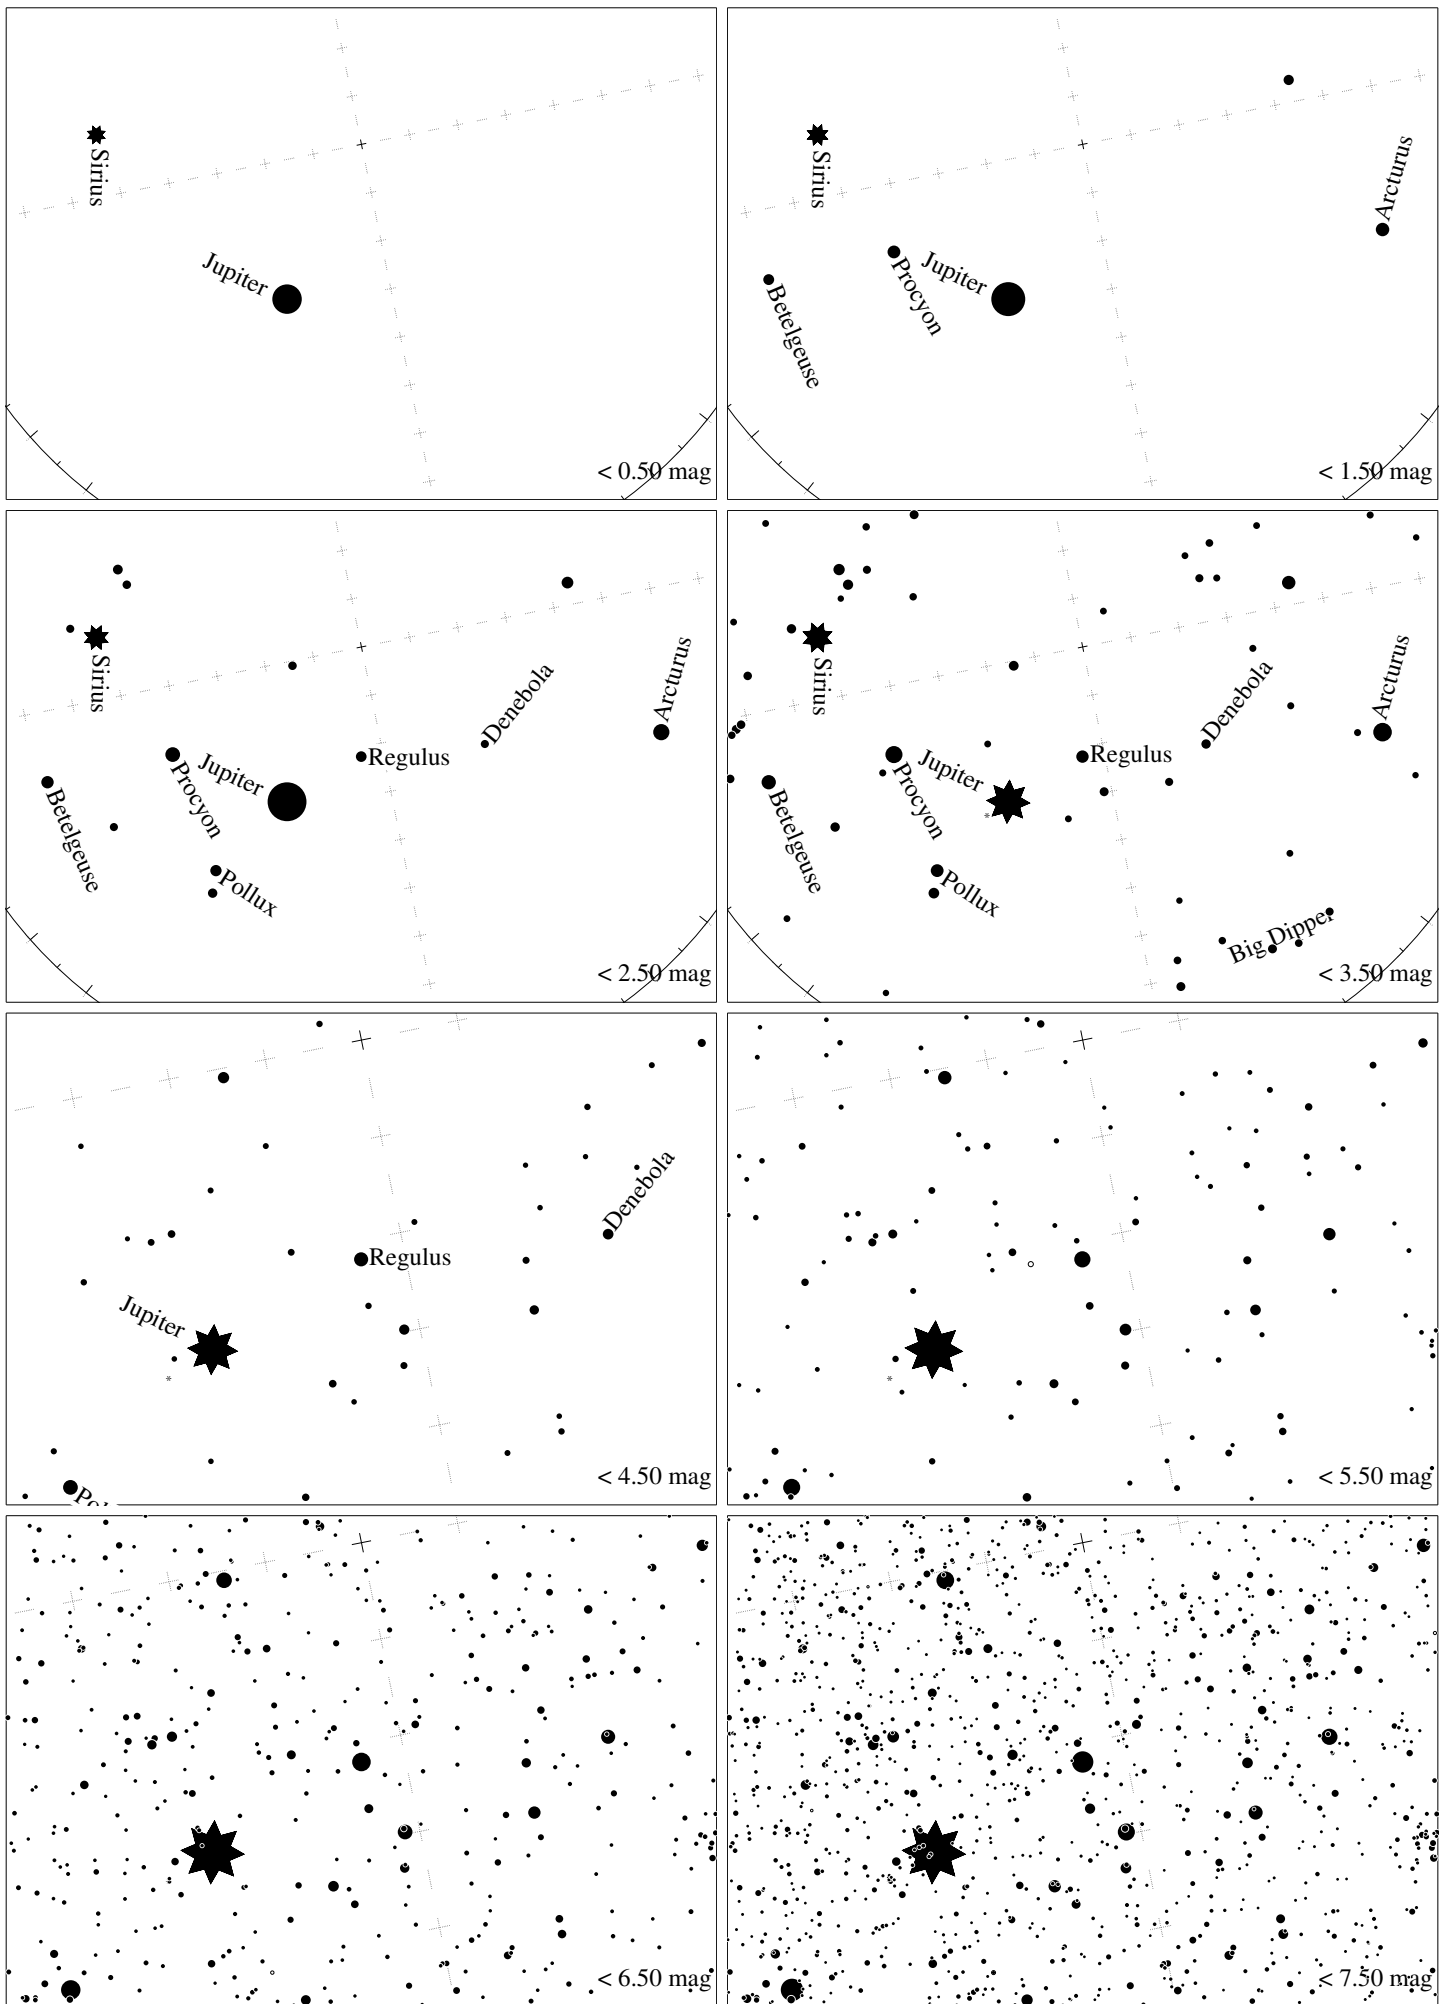 Sirius
Jupiter
< 0.50 mag
Sirius
Arcturus
Procyon
Jupiter
Betelgeuse
< 1.50 mag
Sirius
Denebola
Arcturus
Regulus
Jupiter
Procyon
Betelgeuse
Pollux
< 2.50 mag
Sirius
Denebola
Arcturus
Regulus
Jupiter
Procyon
Betelgeuse
Pollux
Big Dipper
< 3.50 mag
Denebola
Regulus
Jupiter
< 4.50 mag
< 5.50 mag
< 6.50 mag
< 7.50 mag